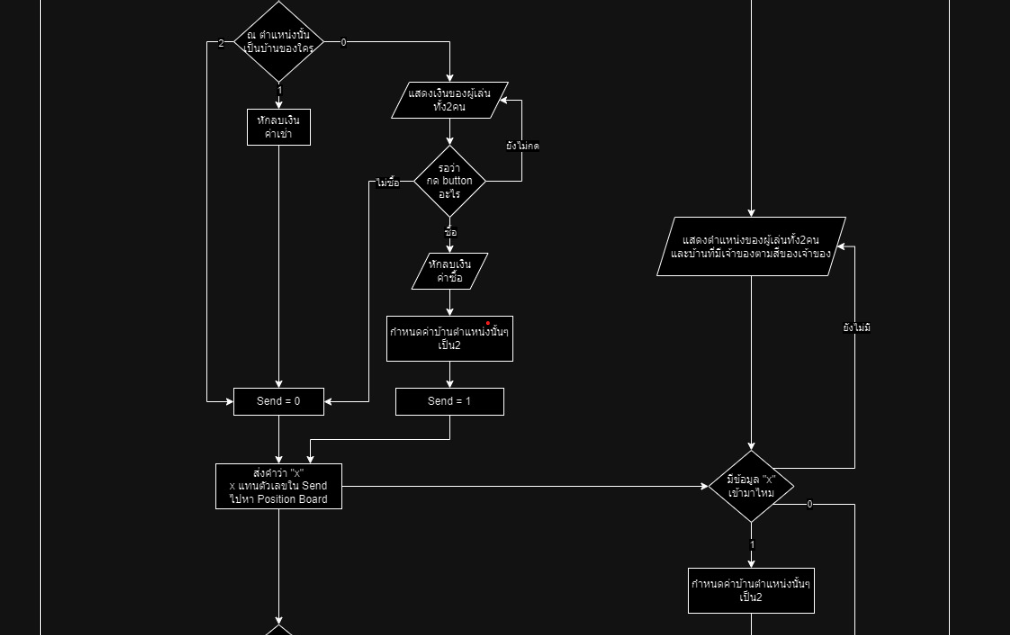 ณ ตำแหน่งนั้น
เป็นบ้านของใคร
2
0
1
หักลบเงิน
ค่าเช่า
แสดงเงินของผู้เล่น
ทั้ง2คน
ยังไม่กด
รอว่า
กด button
อะไร
ไม่ซื้อ
ซื้อ
หักลบเงิน
ค่าซื้อ
กำหนดค่าบ้านตำแหน่งนั้นๆ
เป็น2
Send = 0
Send = 1
ส่งคำว่า "x"
x แทนตัวเลขใน Send
ไปหา Position Board
แสดงตำแหน่งของผู้เล่นทั้ง2คน
และบ้านที่มีเจ้าของตามสีของเจ้าของ
ยังไม่มี
มีข้อมูล "x"
เข้ามาไหม
0
1
กำหนดค่าบ้านตำแหน่งนั้นๆ
เป็น2